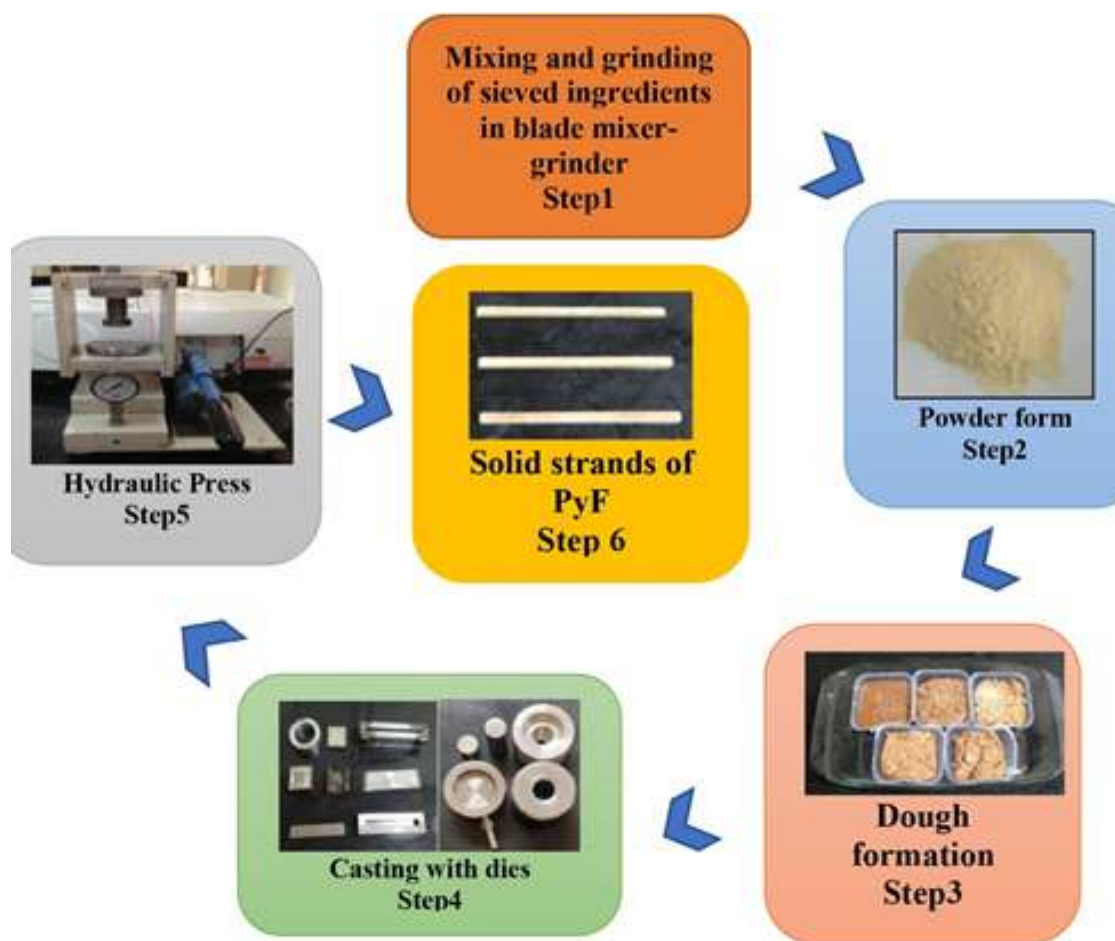 Mixing and grinding
of sieved ingredients
in blade mixer-
grinder
Step1
Powder form
Step2
Dough
formation
Step3
Casting with dies
Step4
Hydraulic Press
Step5
Solid strands of
PyF
Step 6